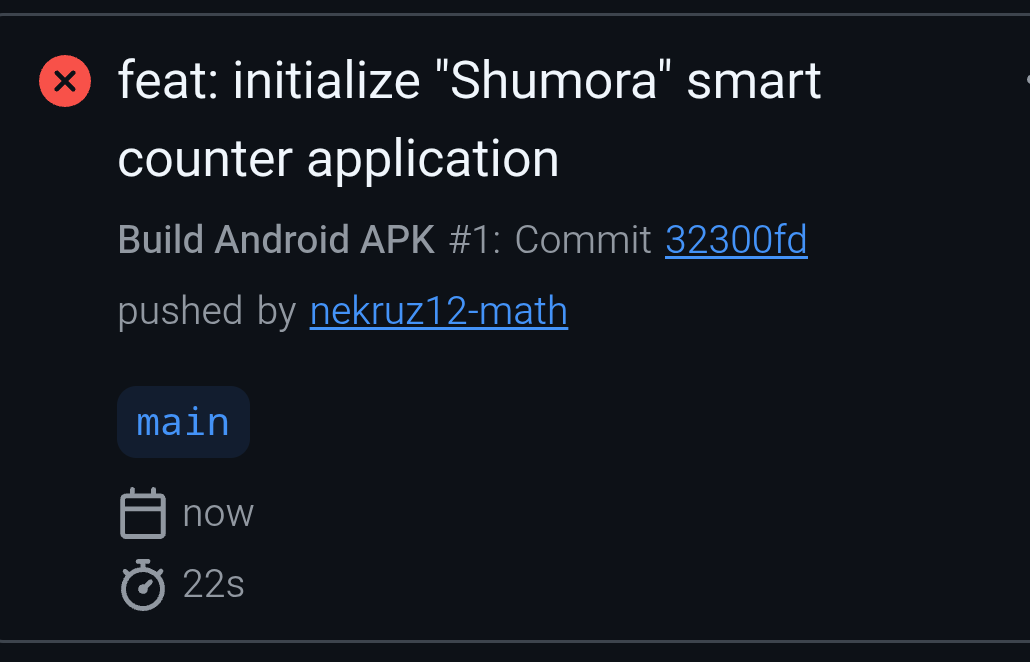 feat: initialize "Shumora" smart
counter application
Build Android APK #1: Commit 32300fd
pushed by nekruz12-math
main
now
22s